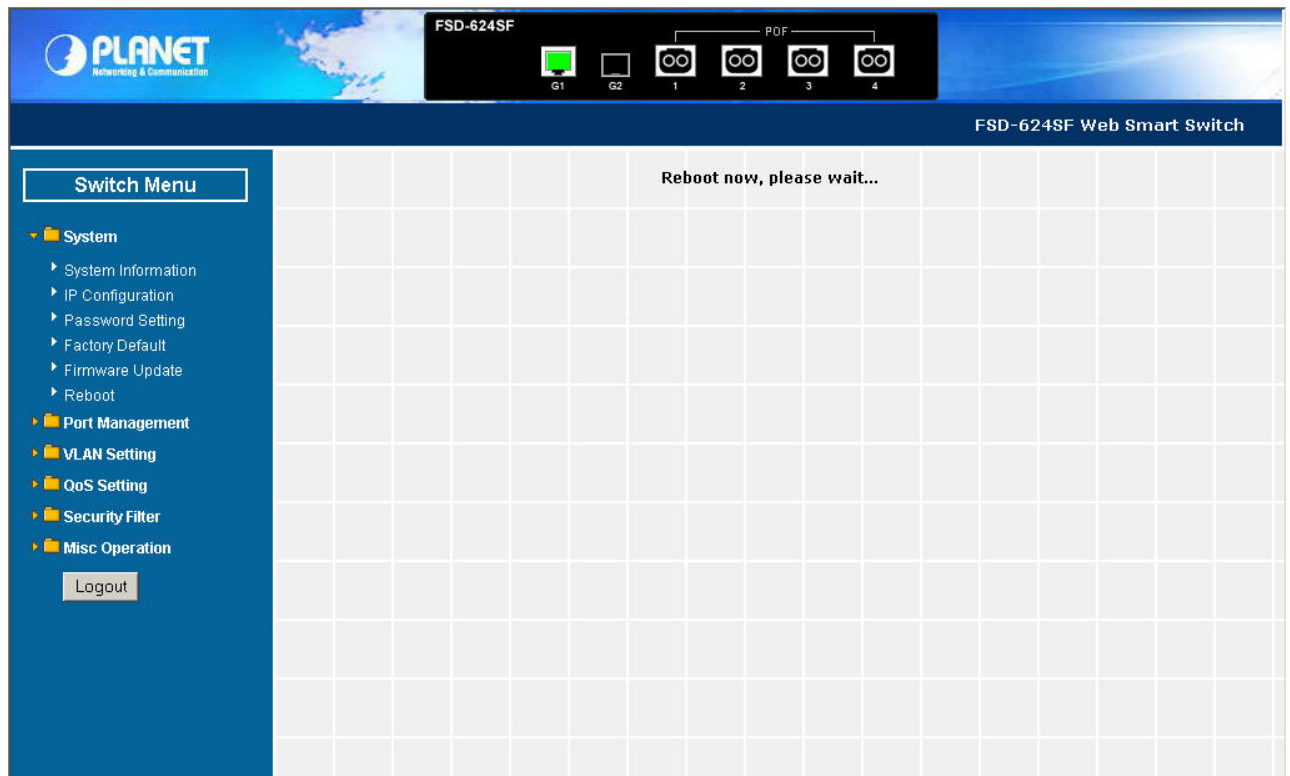 PLANET
Networking & Communication
FSD-624SF
POF
G1 G2 1 2 3 4
FSD-624SF Web Smart Switch
Switch Menu
System
System Information
IP Configuration
Password Setting
Factory Default
Firmware Update
Reboot
Port Management
VLAN Setting
QoS Setting
Security Filter
Misc Operation
Logout
Reboot now, please wait...